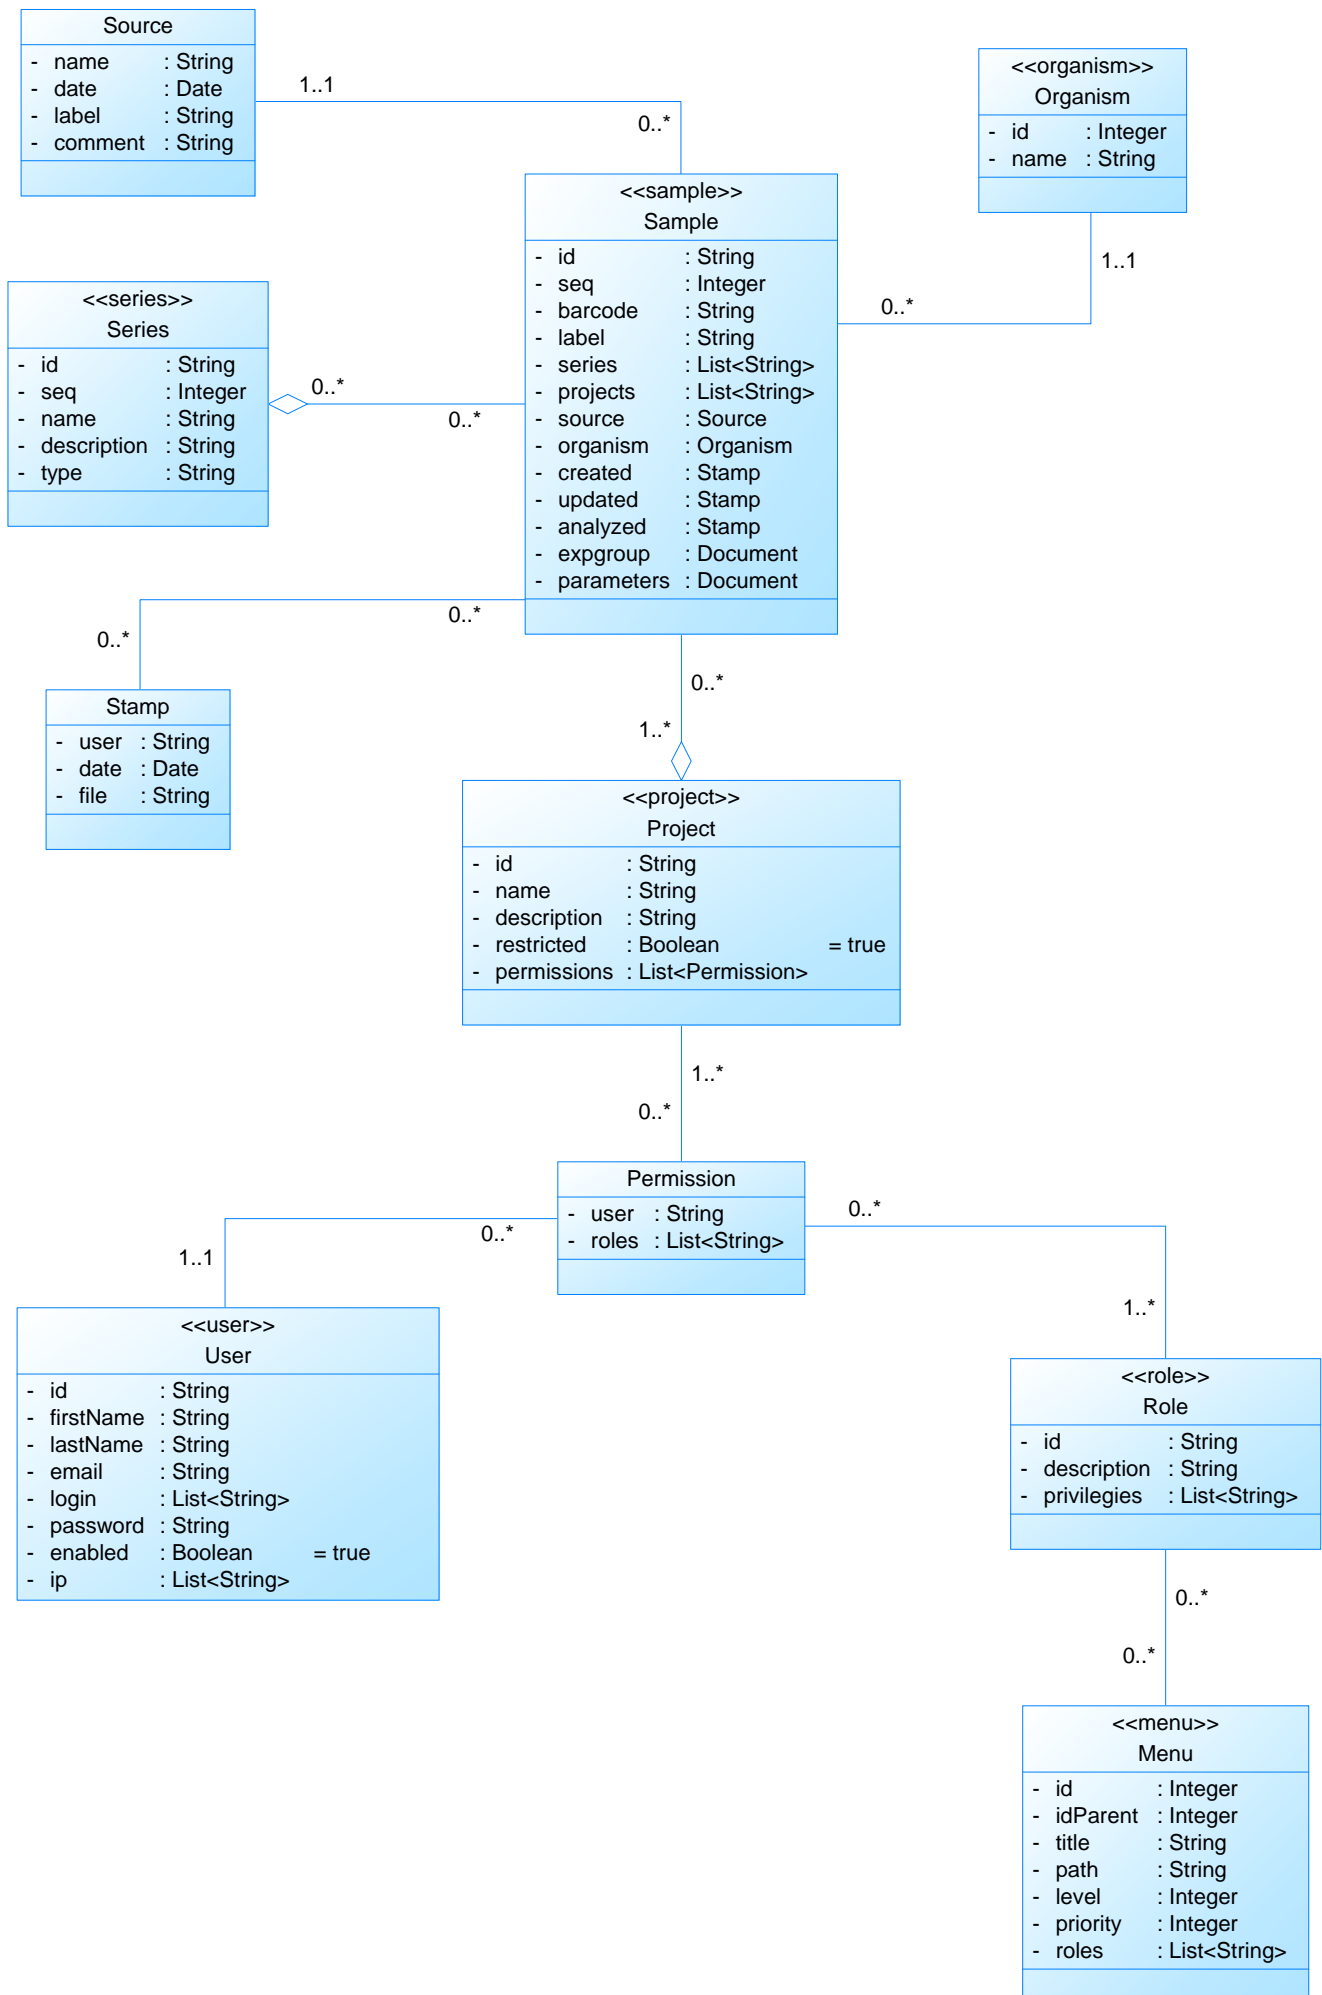 Source
- name : String
- date : Date
- label : String
- comment : String
1..1
0..*
<<organism>>
Organism
- id : Integer
- name : String
1..1
0..*
<<sample>>
Sample
- id : String
- seq : Integer
- barcode : String
- label : String
- series : List<String>
- projects : List<String>
- source : Source
- organism : Organism
- created : Stamp
- updated : Stamp
- analyzed : Stamp
- expgroup : Document
- parameters : Document
<<series>>
Series
- id : String
- seq : Integer
- name : String
- description : String
- type : String
0..*
0..*
0..*
0..*
Stamp
- user : String
- date : Date
- file : String
0..*
1..*
<<project>>
Project
- id : String
- name : String
- description : String
- restricted : Boolean = true
- permissions : List<Permission>
1..*
0..*
Permission
- user : String
- roles : List<String>
0..*
1..1
0..*
1..*
<<user>>
User
- id : String
- firstName : String
- lastName : String
- email : String
- login : List<String>
- password : String
- enabled : Boolean = true
- ip : List<String>
<<role>>
Role
- id : String
- description : String
- privilegies : List<String>
0..*
0..*
<<menu>>
Menu
- id : Integer
- idParent : Integer
- title : String
- path : String
- level : Integer
- priority : Integer
- roles : List<String>